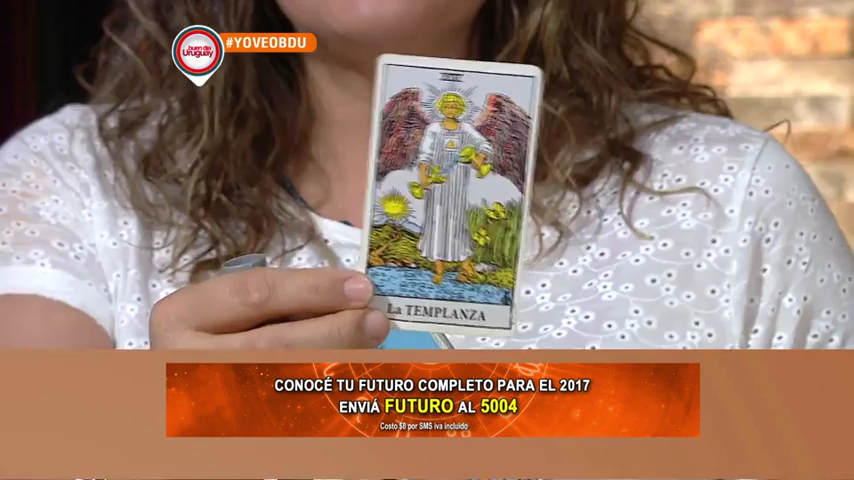 buen día
Uruguay
#YOVEOBDU
La TEMPLANZA
CONOCÉ TU FUTURO COMPLETO PARA EL 2017
ENVIÁ FUTURO AL 5004
Costo $8 por SMS iva incluido